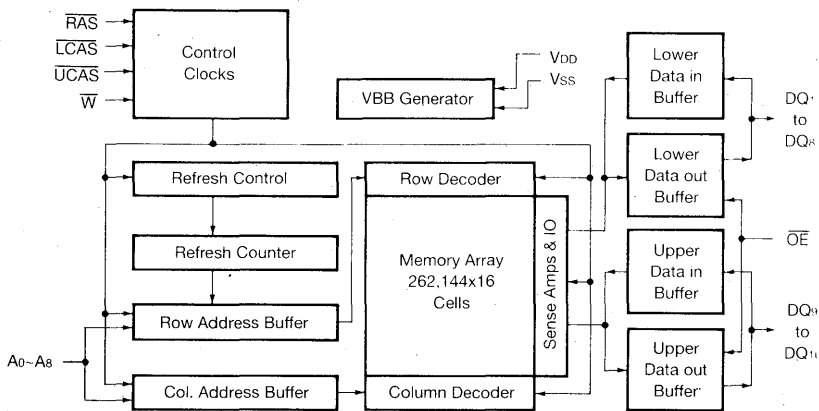 RAS
LCAS
UCAS
W
Control
Clocks
VBB Generator
VDD
VSS
Lower
Data in
Buffer
DQ1
to
DQ8
Lower
Data out
Buffer
Refresh Control
Row Decoder
Refresh Counter
Memory Array
262,144x16
Cells
Sense Amps & IO
OE
Upper
Data in
Buffer
Row Address Buffer
DQ9
to
DQ16
A0~A8
Upper
Data out
Buffer
Col. Address Buffer
Column Decoder